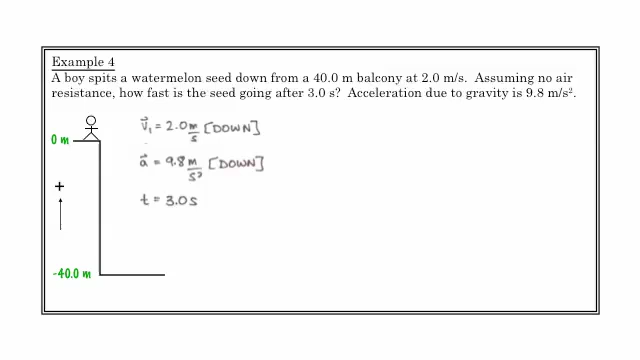 Example 4
A boy spits a watermelon seed down from a 40.0 m balcony at 2.0 m/s. Assuming no air
resistance, how fast is the seed going after 3.0 s? Acceleration due to gravity is 9.8 m/s².
v⃗₁ = 2.0 m/s [DOWN]
0 m
a⃗ = 9.8 m/s² [DOWN]
+
t = 3.0 s
-40.0 m